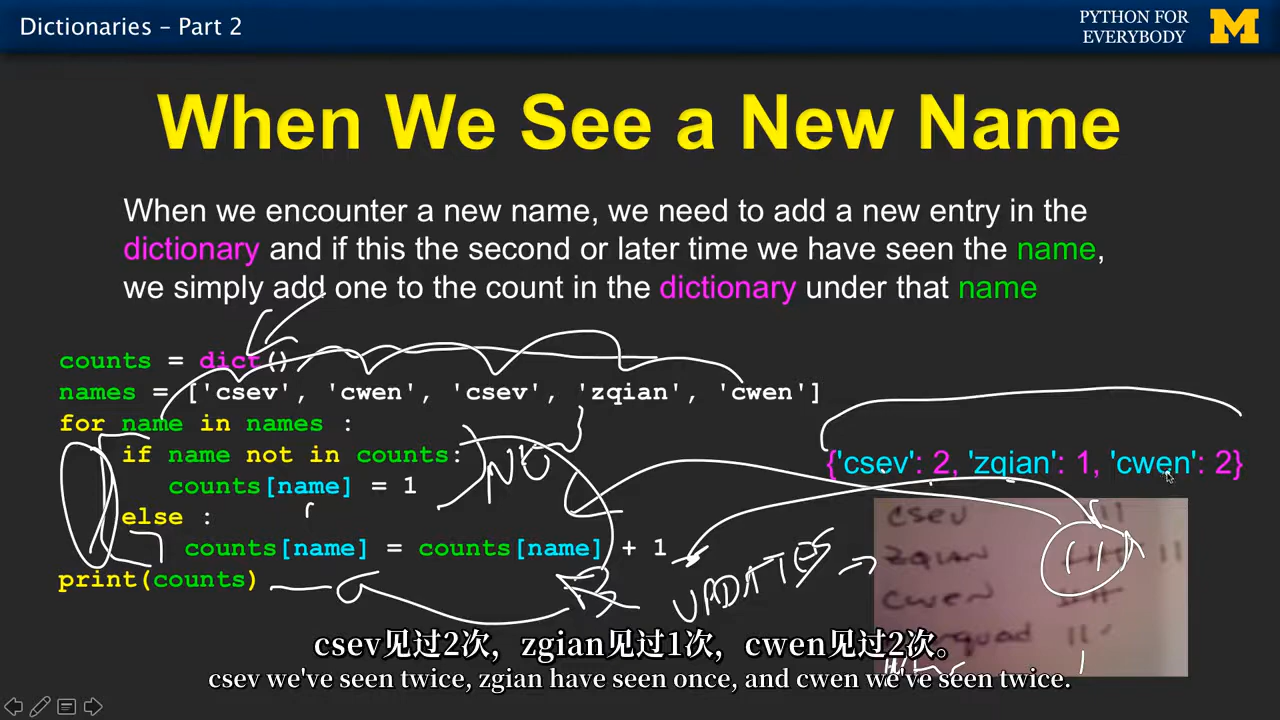 Dictionaries – Part 2
PYTHON FOR
EVERYBODY
M
When We See a New Name
When we encounter a new name, we need to add a new entry in the
dictionary and if this the second or later time we have seen the name,
we simply add one to the count in the dictionary under that name
counts = dict()
names = ['csev', 'cwen', 'csev', 'zqian', 'cwen']
for name in names :
if name not in counts:
counts[name] = 1
else :
counts[name] = counts[name] + 1
print(counts)
NO
UPDATES
{'csev': 2, 'zqian': 1, 'cwen': 2}
csev
zqian
cwen
csev见过2次，zgian见过1次，cwen见过2次。
csev we've seen twice, zgian have seen once, and cwen we've seen twice.